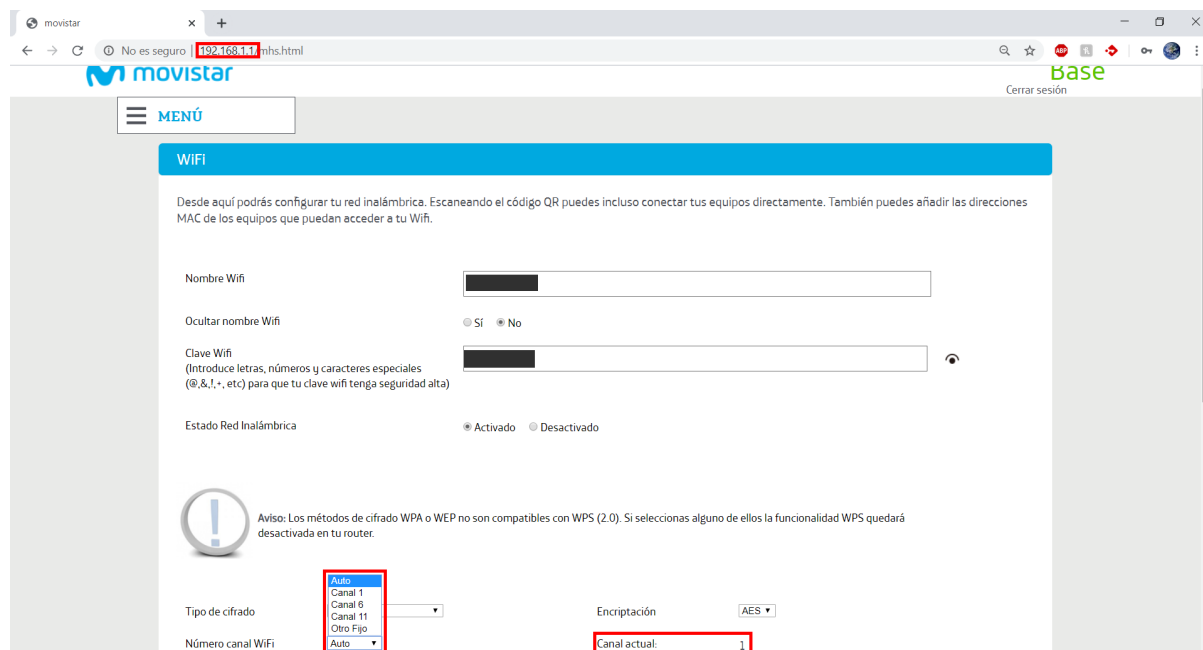 movistar
No es seguro | 192.168.1.1/mhs.html
movistar
Base
Cerrar sesión
MENÚ
WiFi
Desde aquí podrás configurar tu red inalámbrica. Escaneando el código QR puedes incluso conectar tus equipos directamente. También puedes añadir las direcciones
MAC de los equipos que puedan acceder a tu Wifi.
Nombre Wifi
Ocultar nombre Wifi
Sí No
Clave Wifi
(Introduce letras, números y caracteres especiales
(@,&,!,+, etc) para que tu clave wifi tenga seguridad alta)
Estado Red Inalámbrica
Activado Desactivado
Aviso: Los métodos de cifrado WPA o WEP no son compatibles con WPS (2.0). Si seleccionas alguno de ellos la funcionalidad WPS quedará
desactivada en tu router.
Auto
Canal 1
Canal 6
Canal 11
Otro Fijo
Tipo de cifrado
Encriptación
AES
Número canal WiFi
Auto
Canal actual:
1